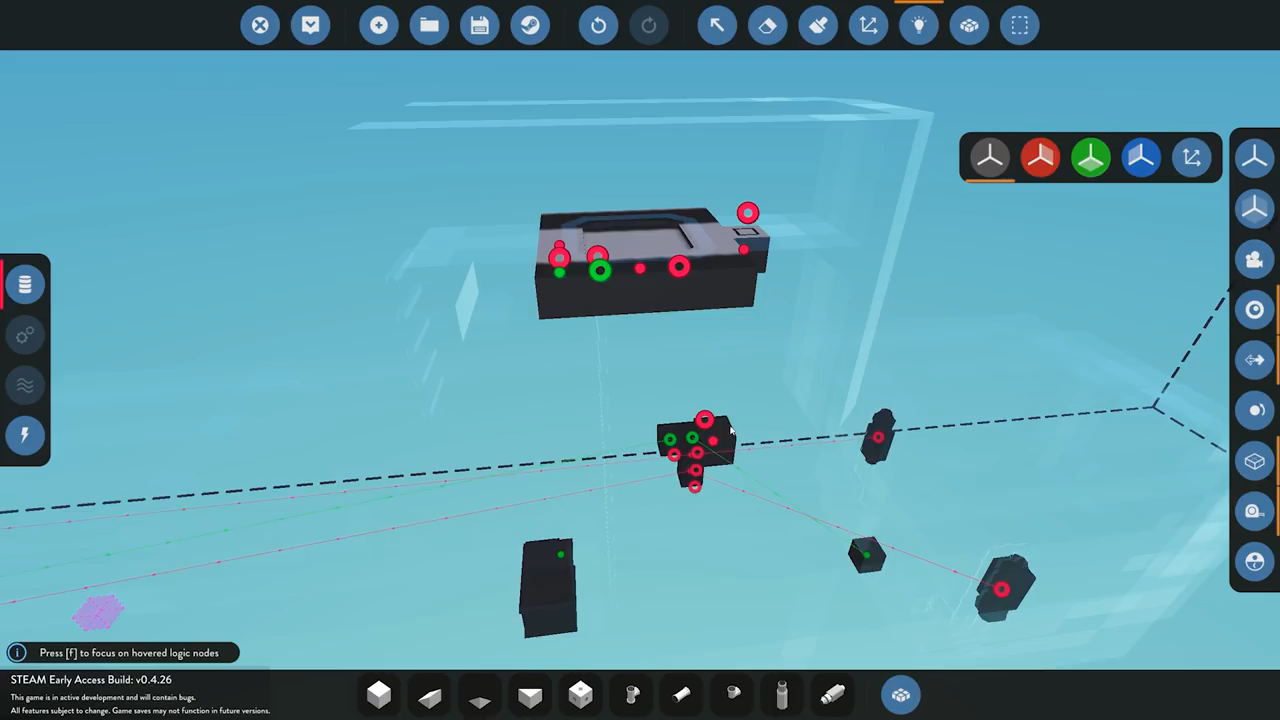 Press [f] to focus on hovered logic nodes
STEAM Early Access Build: v0.4.26
This game is in active development and will contain bugs.
All features subject to change. Game saves may not function in future versions.